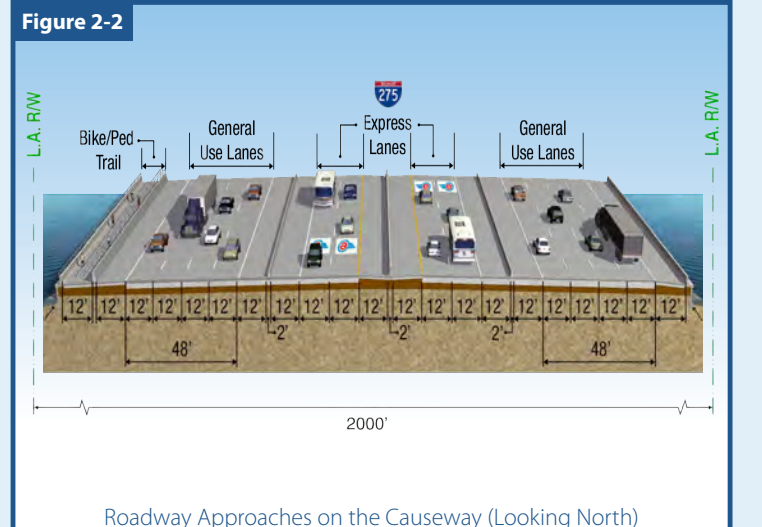 Figure 2-2
275
L.A. R/W
Bike/Ped
Trail
General
Use Lanes
Express
Lanes
General
Use Lanes
L.A. R/W
12' 12' 12' 12' 12' 12' 12' 12' 12' 12' 12' 12' 12' 12' 12' 12' 12' 12' 12' 12' 12'
2' 2' 2'
48' 48'
2000'
Roadway Approaches on the Causeway (Looking North)